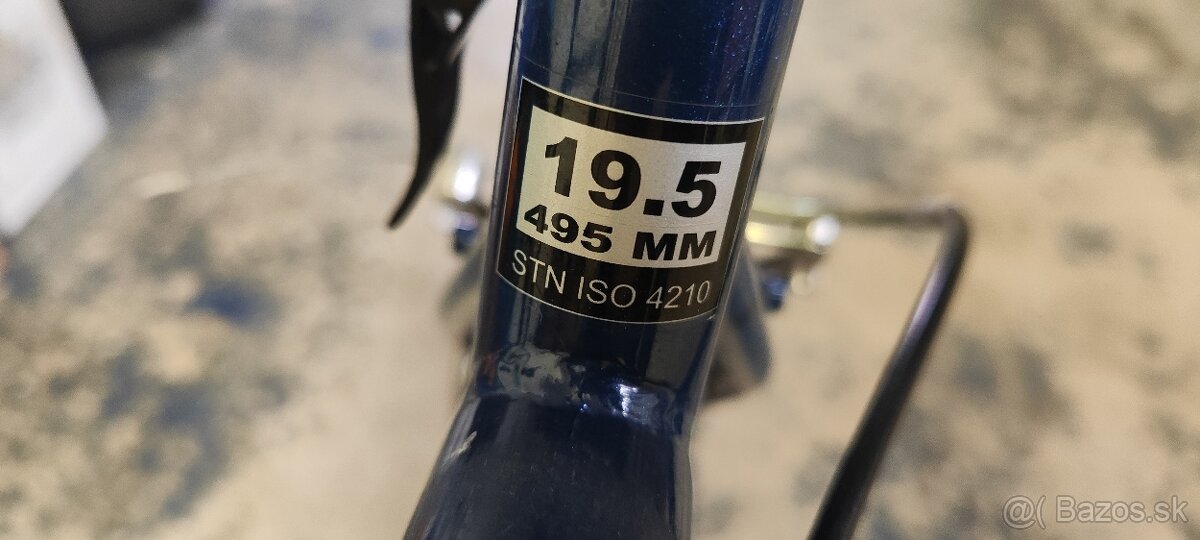 19.5
495 MM
STN ISO 4210
@( Bazos.sk